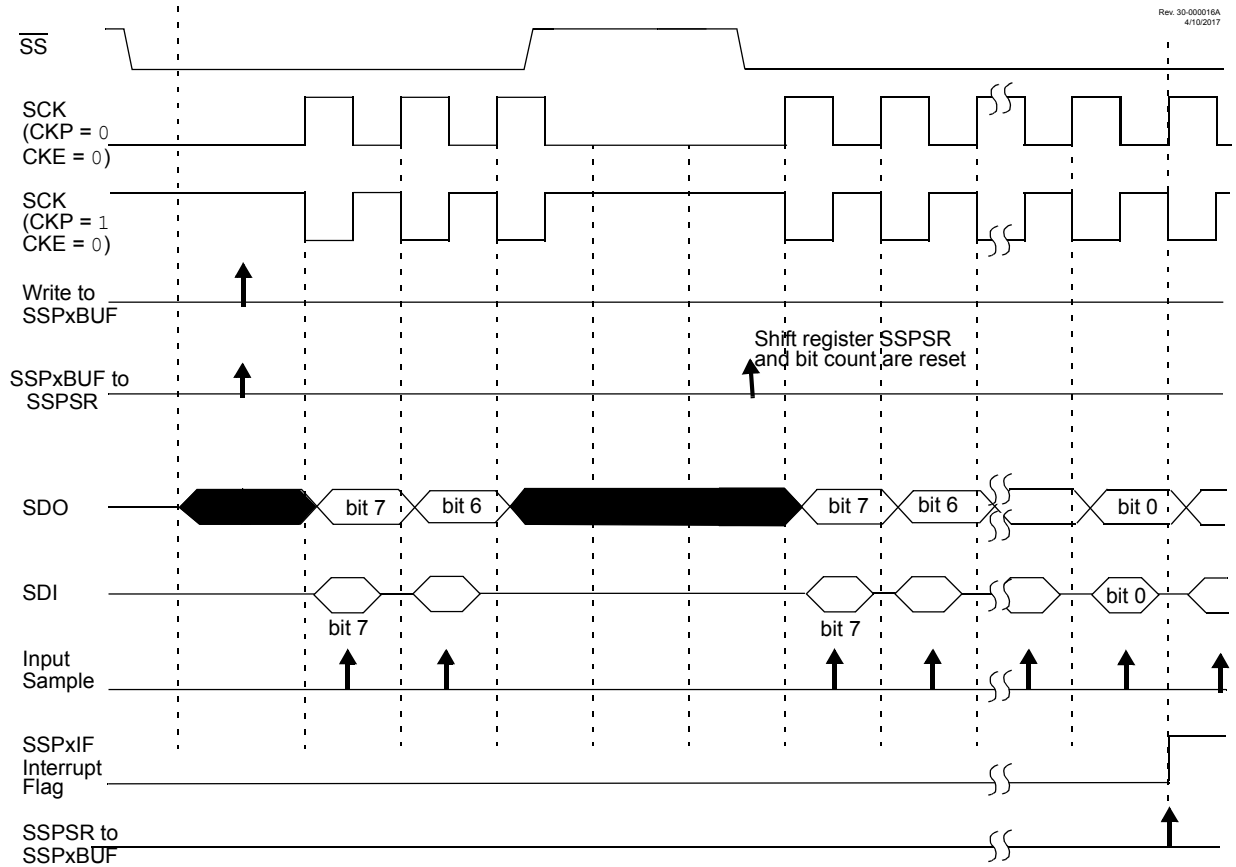 Rev. 30-000016A
4/10/2017
SS
SCK
(CKP = 0
CKE = 0)
SCK
(CKP = 1
CKE = 0)
Write to
SSPxBUF
Shift register SSPSR
and bit count are reset
SSPxBUF to
SSPSR
SDO
bit 7
bit 6
bit 7
bit 6
bit 0
SDI
bit 0
bit 7
bit 7
Input
Sample
SSPxIF
Interrupt
Flag
SSPSR to
SSPxBUF